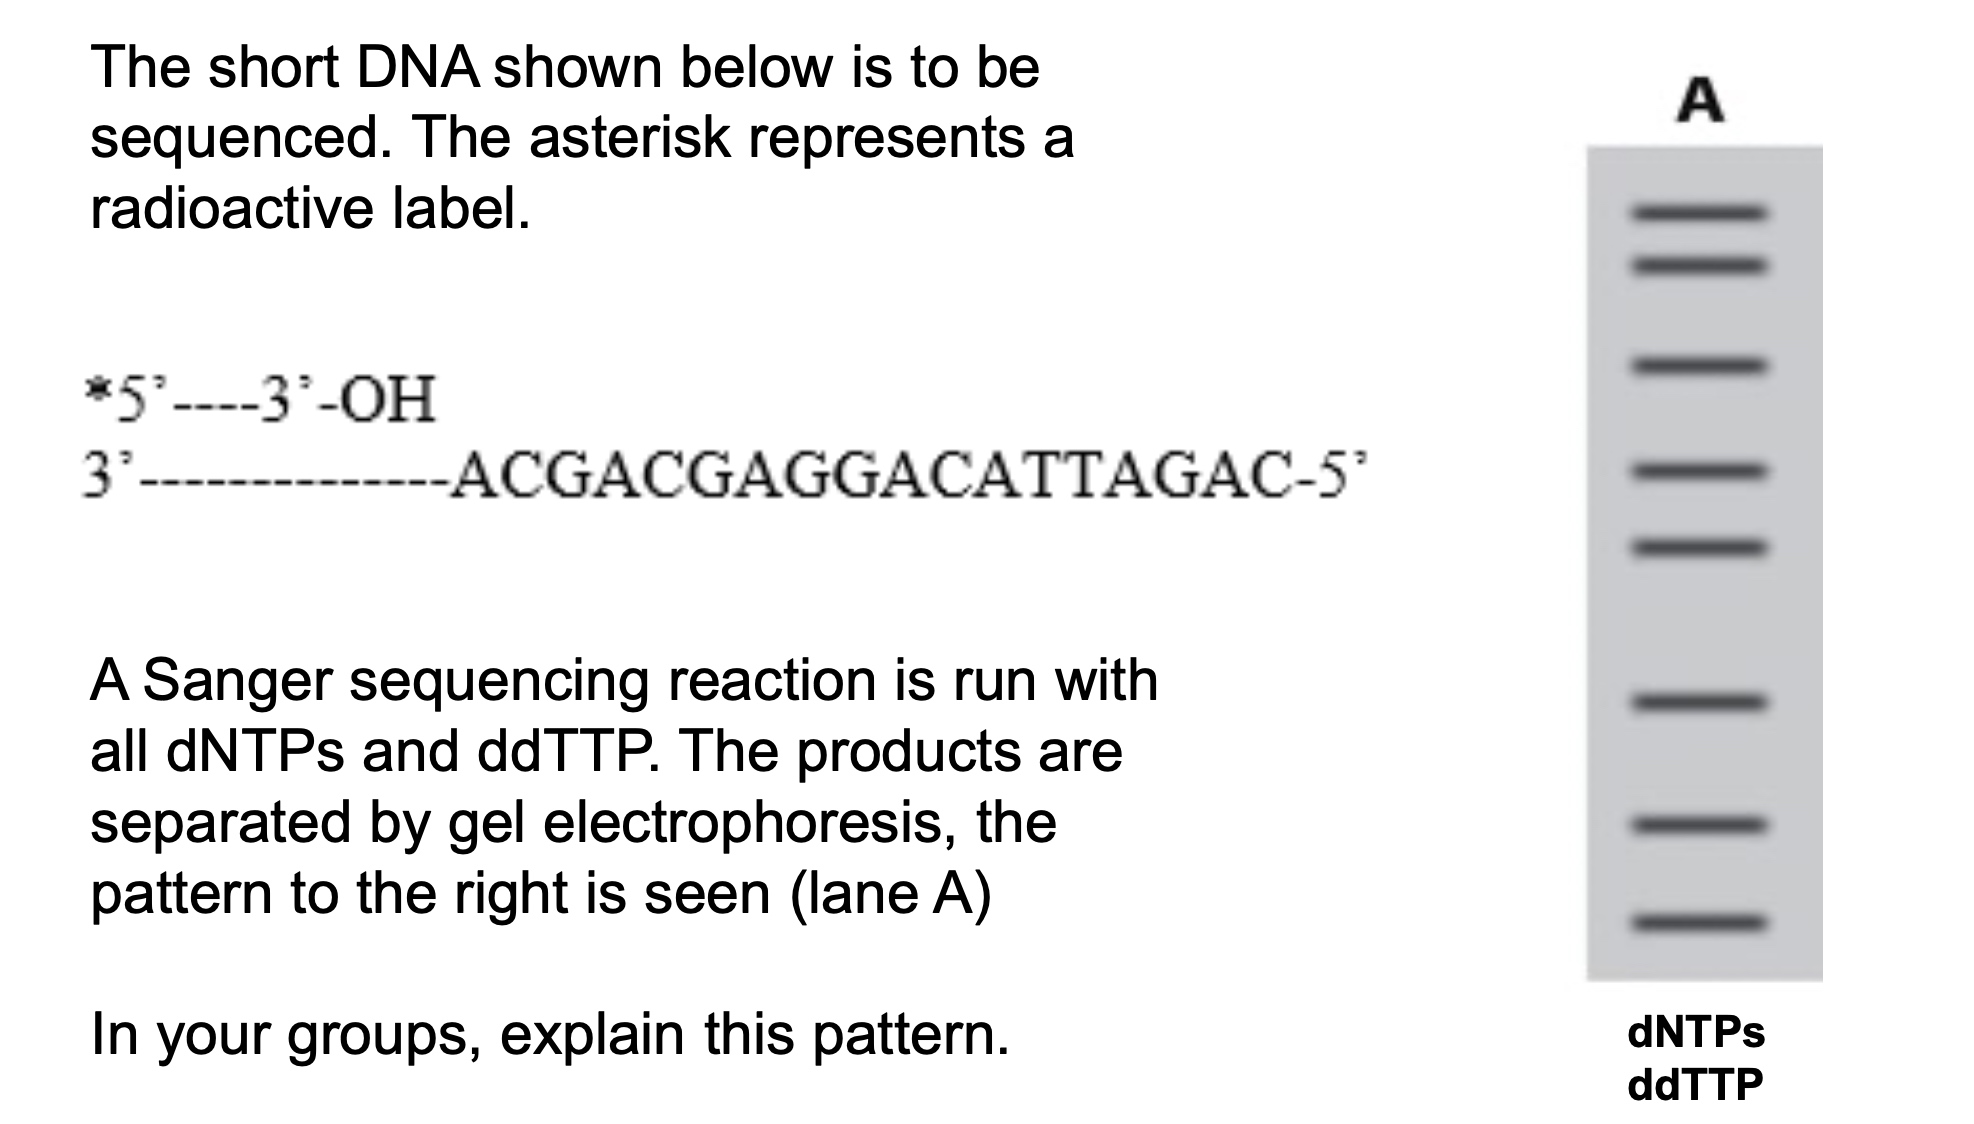 The short DNA shown below is to be
sequenced. The asterisk represents a
radioactive label.
*5’----3’-OH
3’--------------ACGACGAGGACATTAGAC-5’
A Sanger sequencing reaction is run with
all dNTPs and ddTTP. The products are
separated by gel electrophoresis, the
pattern to the right is seen (lane A)
In your groups, explain this pattern.
A
dNTPs
ddTTP